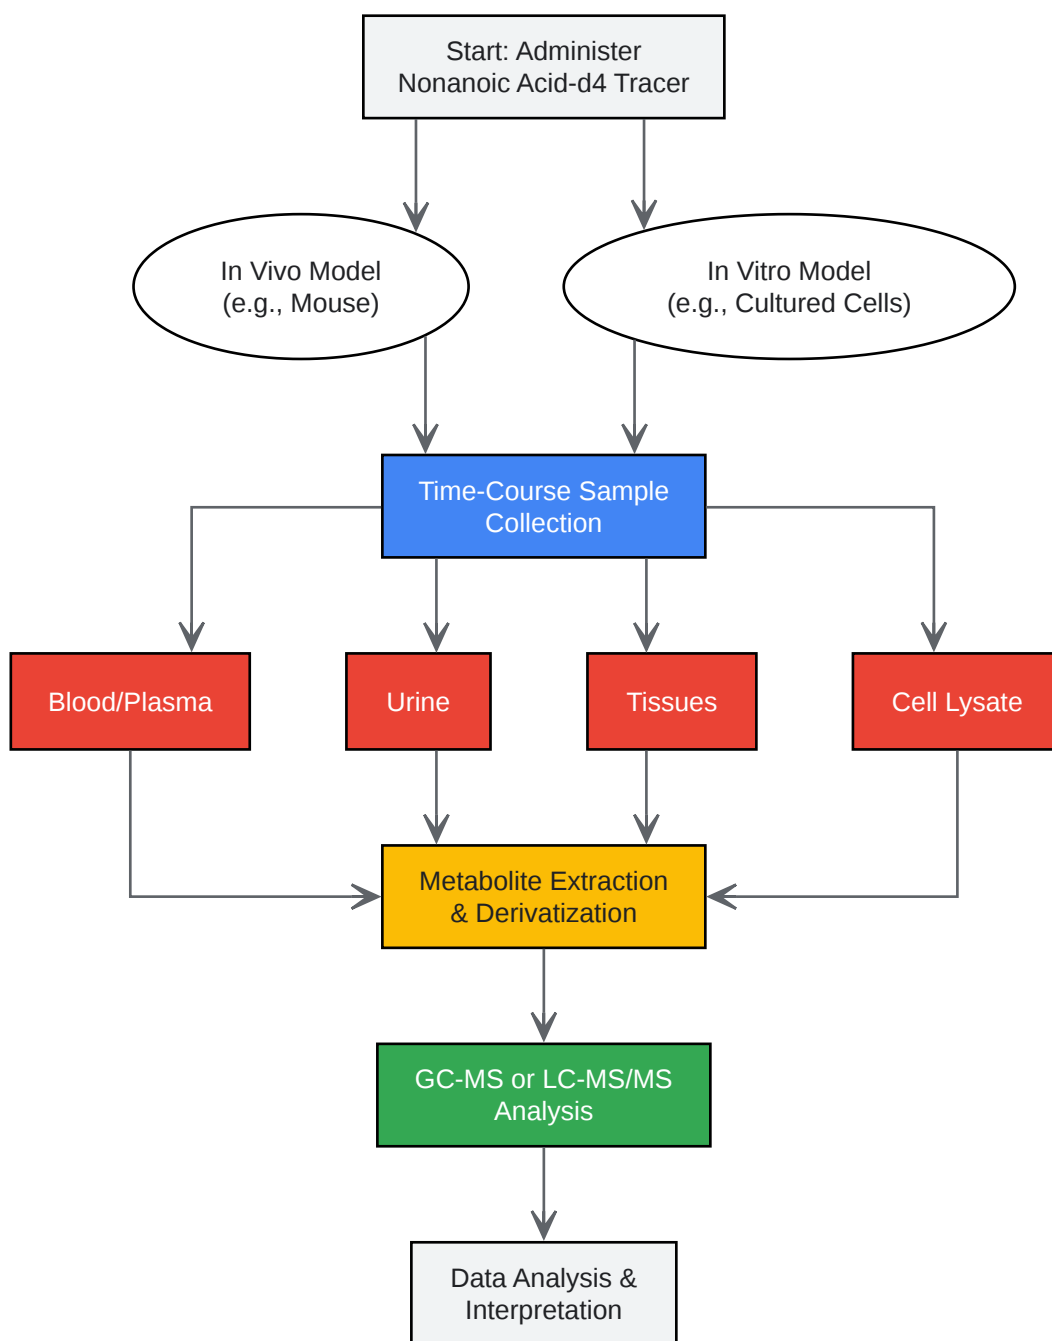 Start: Administer
Nonanoic Acid-d4 Tracer
In Vivo Model
(e.g., Mouse)
In Vitro Model
(e.g., Cultured Cells)
Time-Course Sample
Collection
Blood/Plasma
Urine
Tissues
Cell Lysate
Metabolite Extraction
& Derivatization
GC-MS or LC-MS/MS
Analysis
Data Analysis &
Interpretation